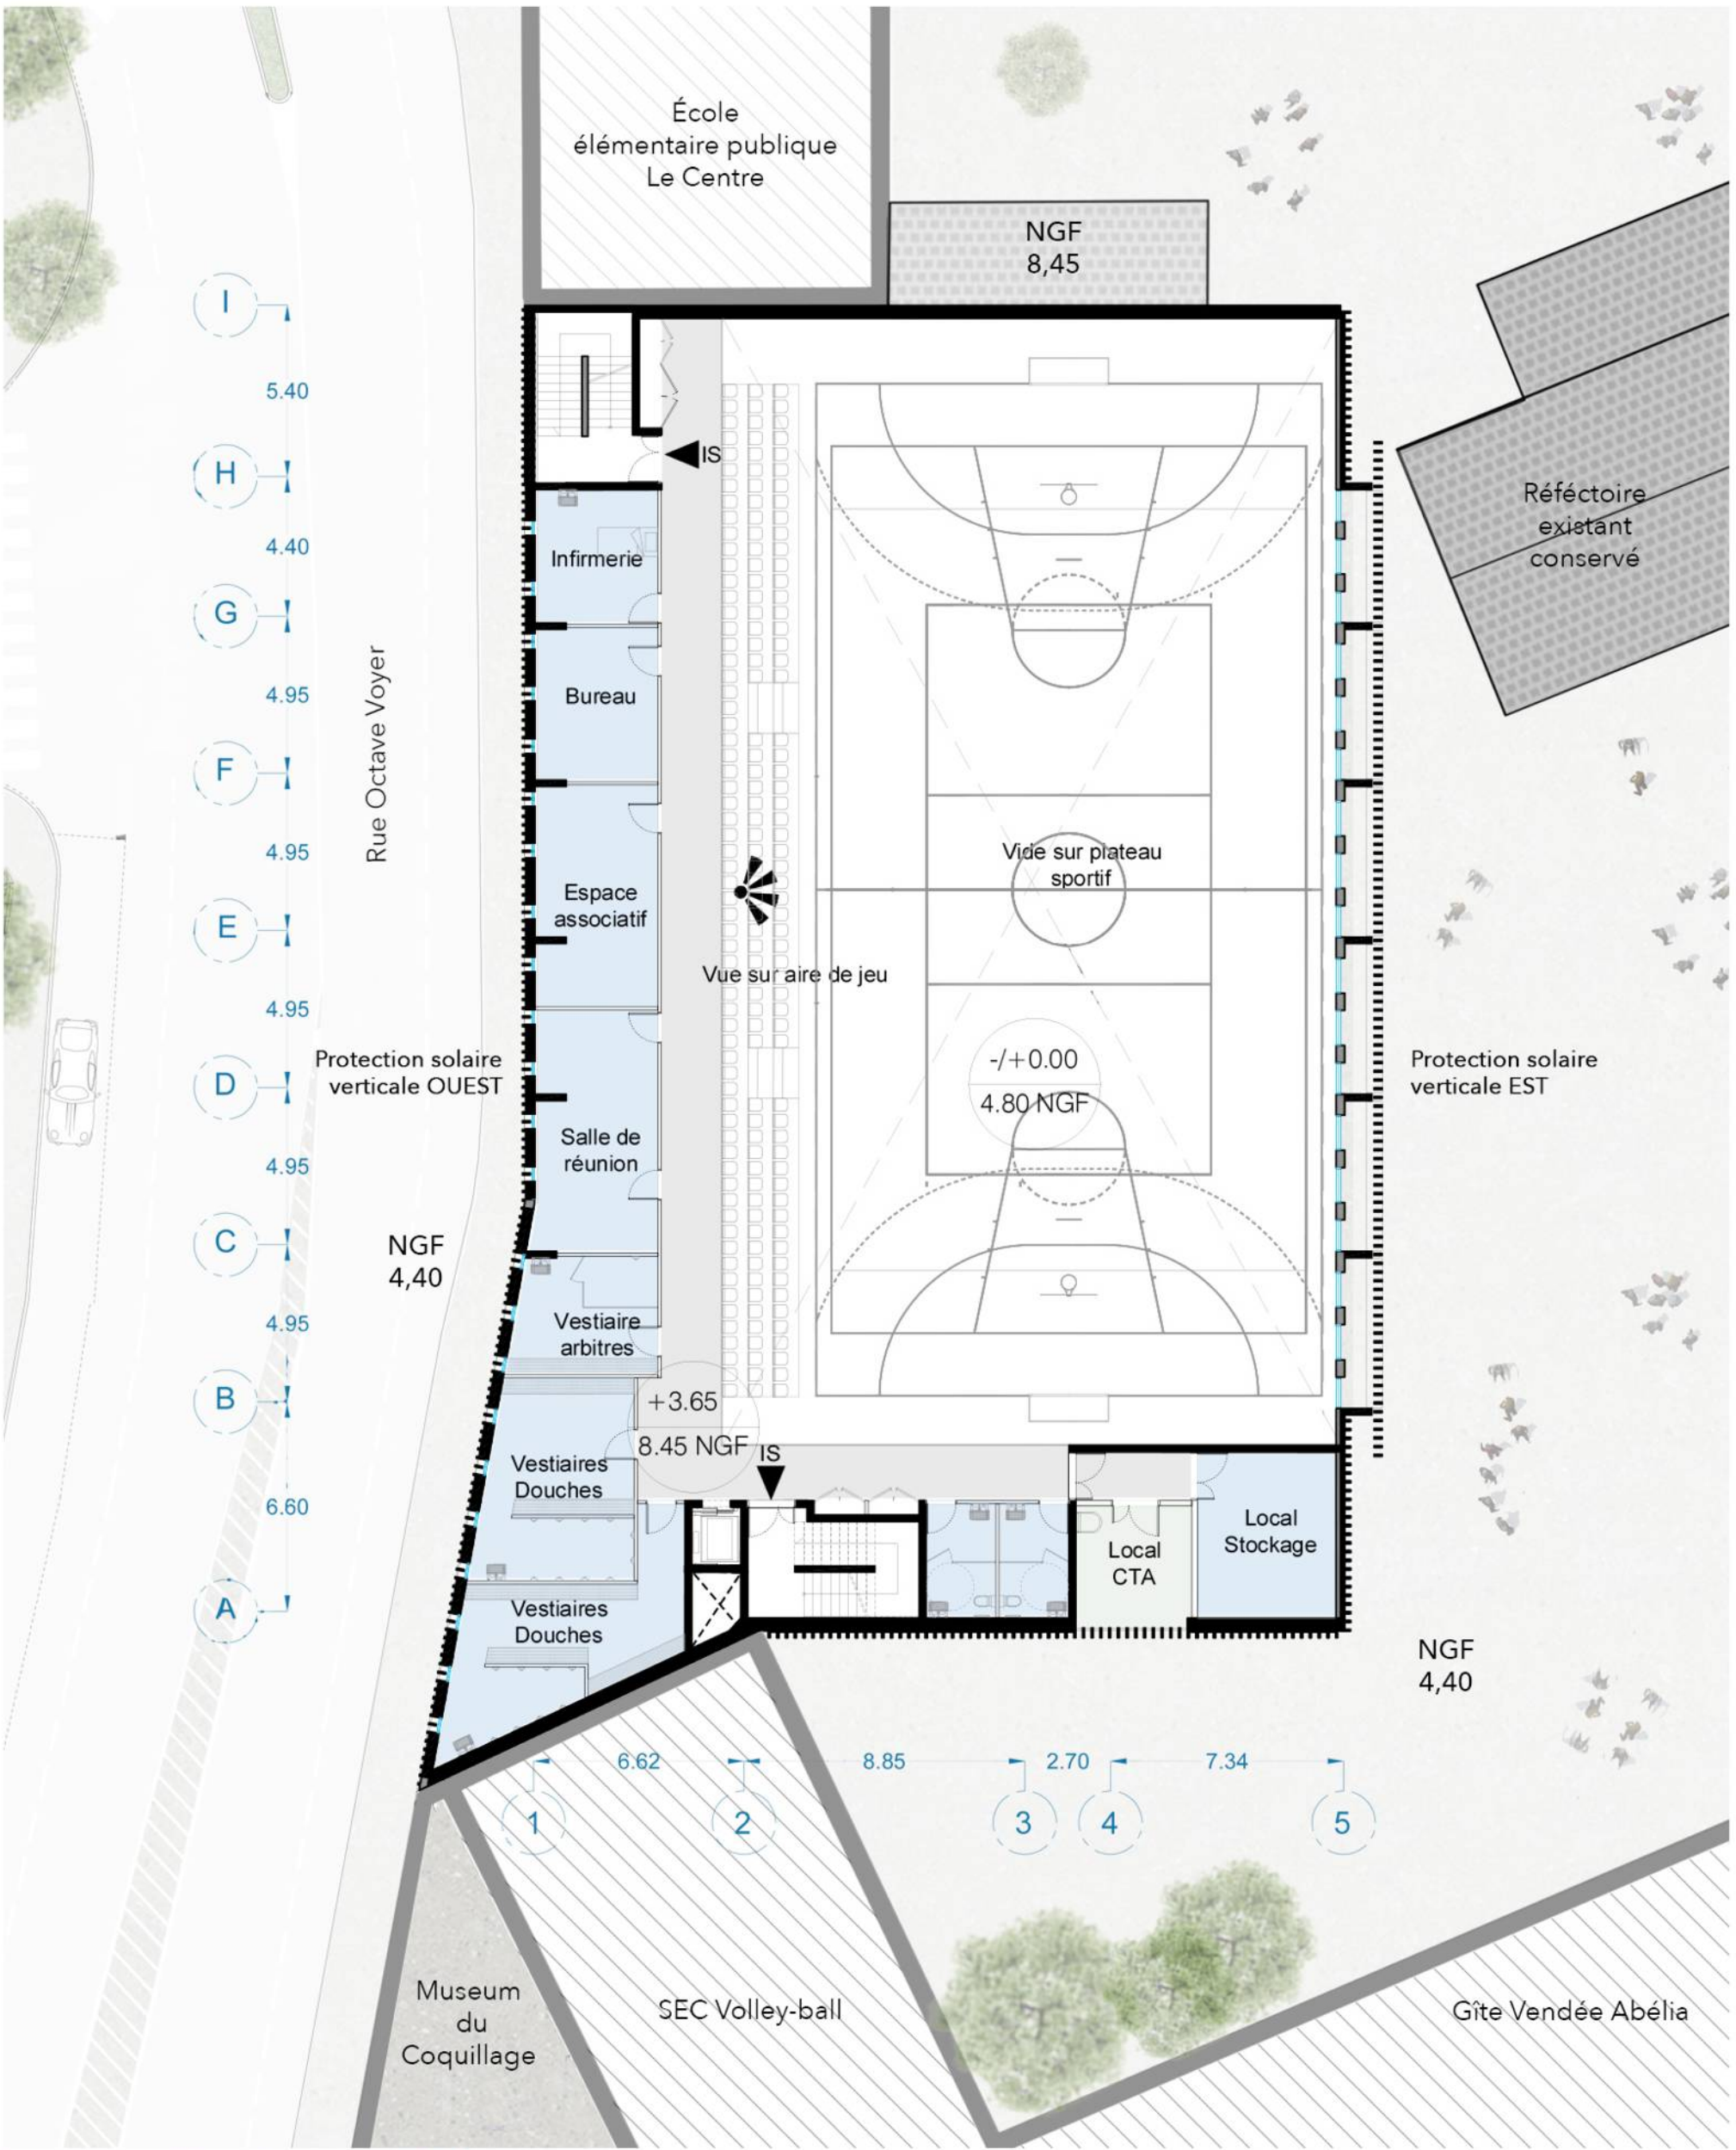 École
élémentaire publique
Le Centre
NGF
8,45
I
5.40
H
IS
Réféctoire
existant
conservé
4.40
Infirmerie
G
Rue Octave Voyer
4.95
Bureau
F
4.95
Vide sur plateau
sportif
Espace
associatif
E
Vue sur aire de jeu
4.95
Protection solaire
verticale OUEST
D
-/+0.00
4.80 NGF
Protection solaire
verticale EST
Salle de
réunion
4.95
C
NGF
4,40
4.95
Vestiaire
arbitres
B
+3.65
8.45 NGF
IS
Vestiaires
Douches
6.60
Local
Stockage
Local
CTA
A
Vestiaires
Douches
NGF
4,40
6.62
8.85
2.70
7.34
1
2
3
4
5
Museum
du
Coquillage
SEC Volley-ball
Gîte Vendée Abélia